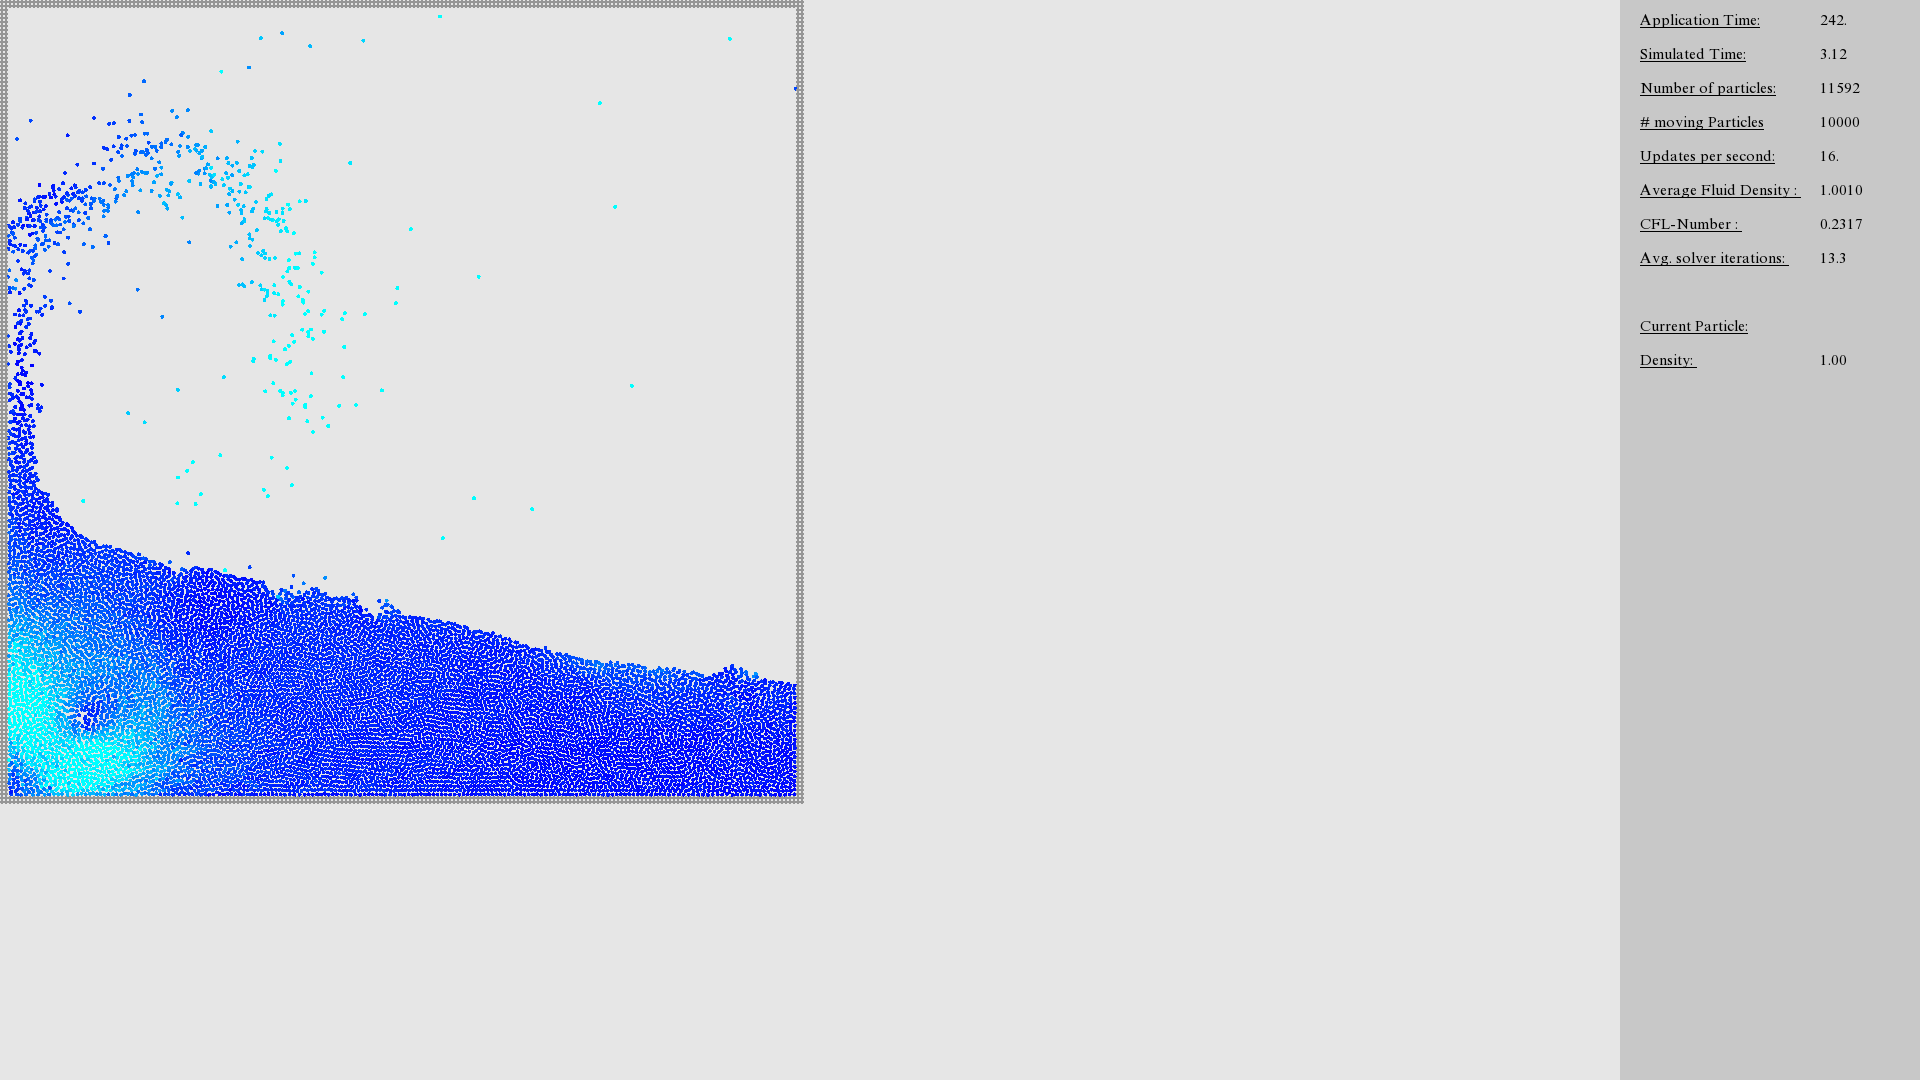 Application Time: 242.
Simulated Time: 3.12
Number of particles: 11592
# moving Particles 10000
Updates per second: 16.
Average Fluid Density : 1.0010
CFL-Number : 0.2317
Avg. solver iterations: 13.3
Current Particle:
Density: 1.00